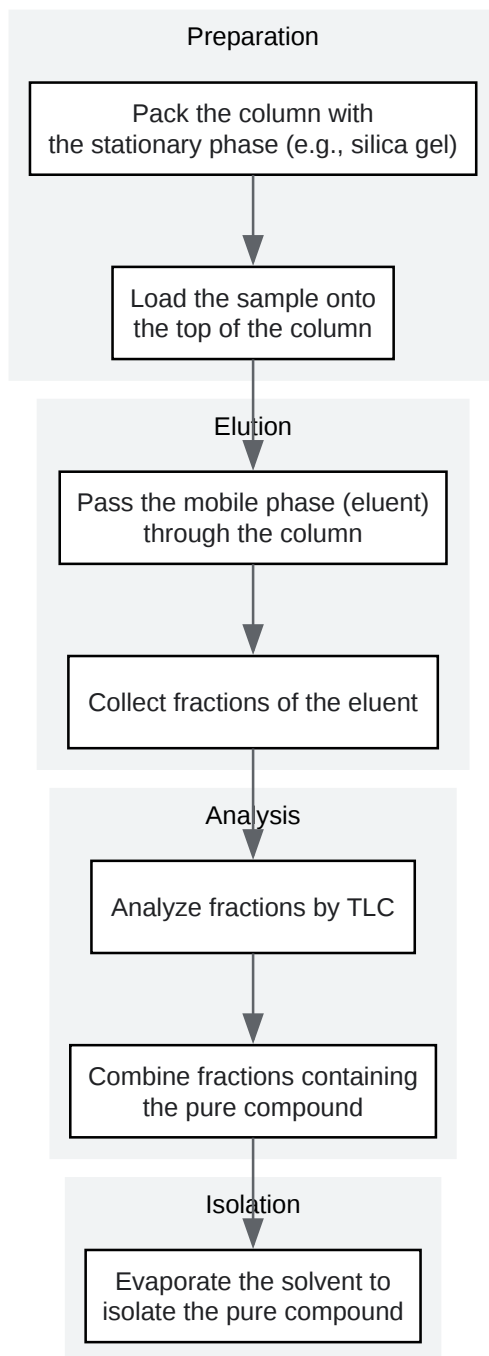 Preparation
Pack the column with
the stationary phase (e.g., silica gel)
Load the sample onto
the top of the column
Elution
Pass the mobile phase (eluent)
through the column
Collect fractions of the eluent
Analysis
Analyze fractions by TLC
Combine fractions containing
the pure compound
Isolation
Evaporate the solvent to
isolate the pure compound